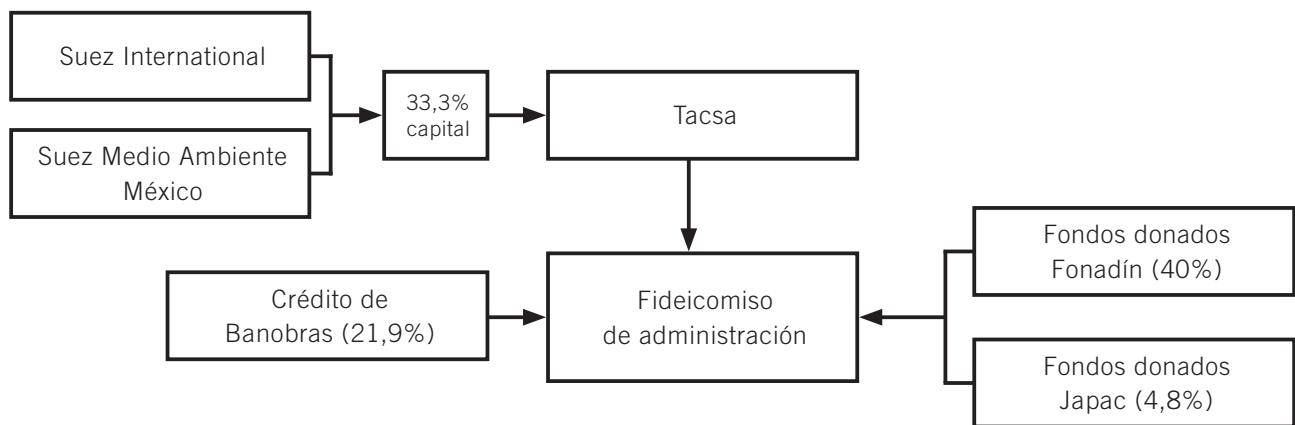 Suez International
Suez Medio Ambiente
México
33,3%
capital
Tacsa
Crédito de
Banobras (21,9%)
Fideicomiso
de administración
Fondos donados
Fonadín (40%)
Fondos donados
Japac (4,8%)